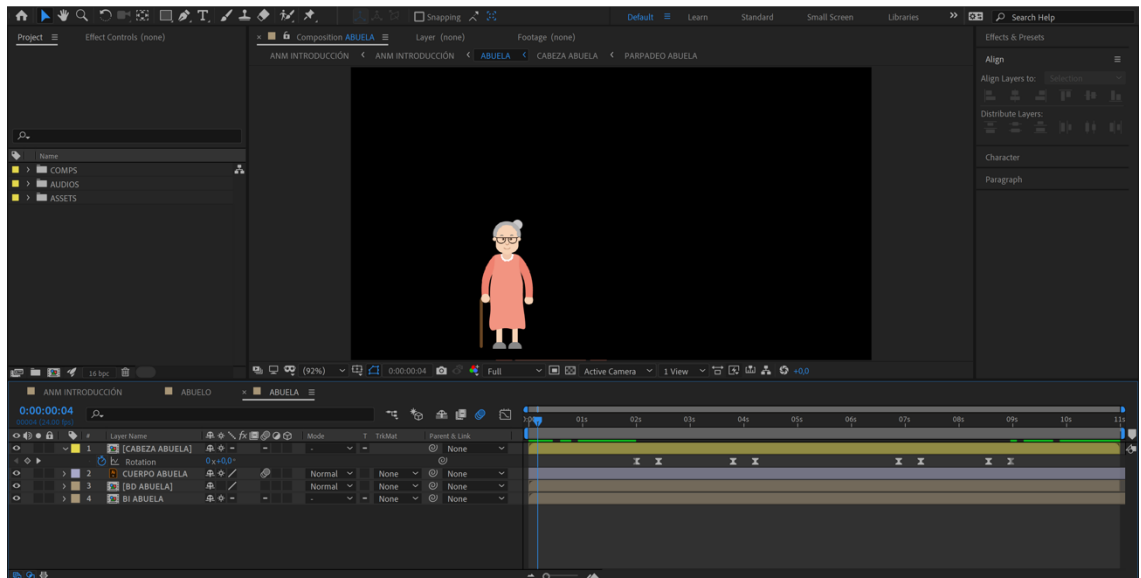 Snapping
Default Learn Standard Small Screen Libraries Search Help
Project Effect Controls (none)
Composition ABUELA Layer (none) Footage (none)
Effects & Presets
ANM INTRODUCCIÓN ANM INTRODUCCIÓN ABUELA CABEZA ABUELA PARPADEO ABUELA
Align
Align Layers to: Selection
Distribute Layers:
Name
COMPS
AUDIOS
ASSETS
Character
Paragraph
16 bpc
(92%) 0:00:00:04 Full Active Camera 1 View +0,0
ANM INTRODUCCIÓN ABUELO ABUELA
0:00:00:04
00004 (24.00 fps)
01s 02s 03s 04s 05s 06s 07s 08s 09s 10s 11s
# Layer Name Mode T TrkMat Parent & Link
1 [CABEZA ABUELA] - None
Rotation 0x+0,0°
2 CUERPO ABUELA Normal None None
3 [BD ABUELA] Normal None None
4 BI ABUELA - None None